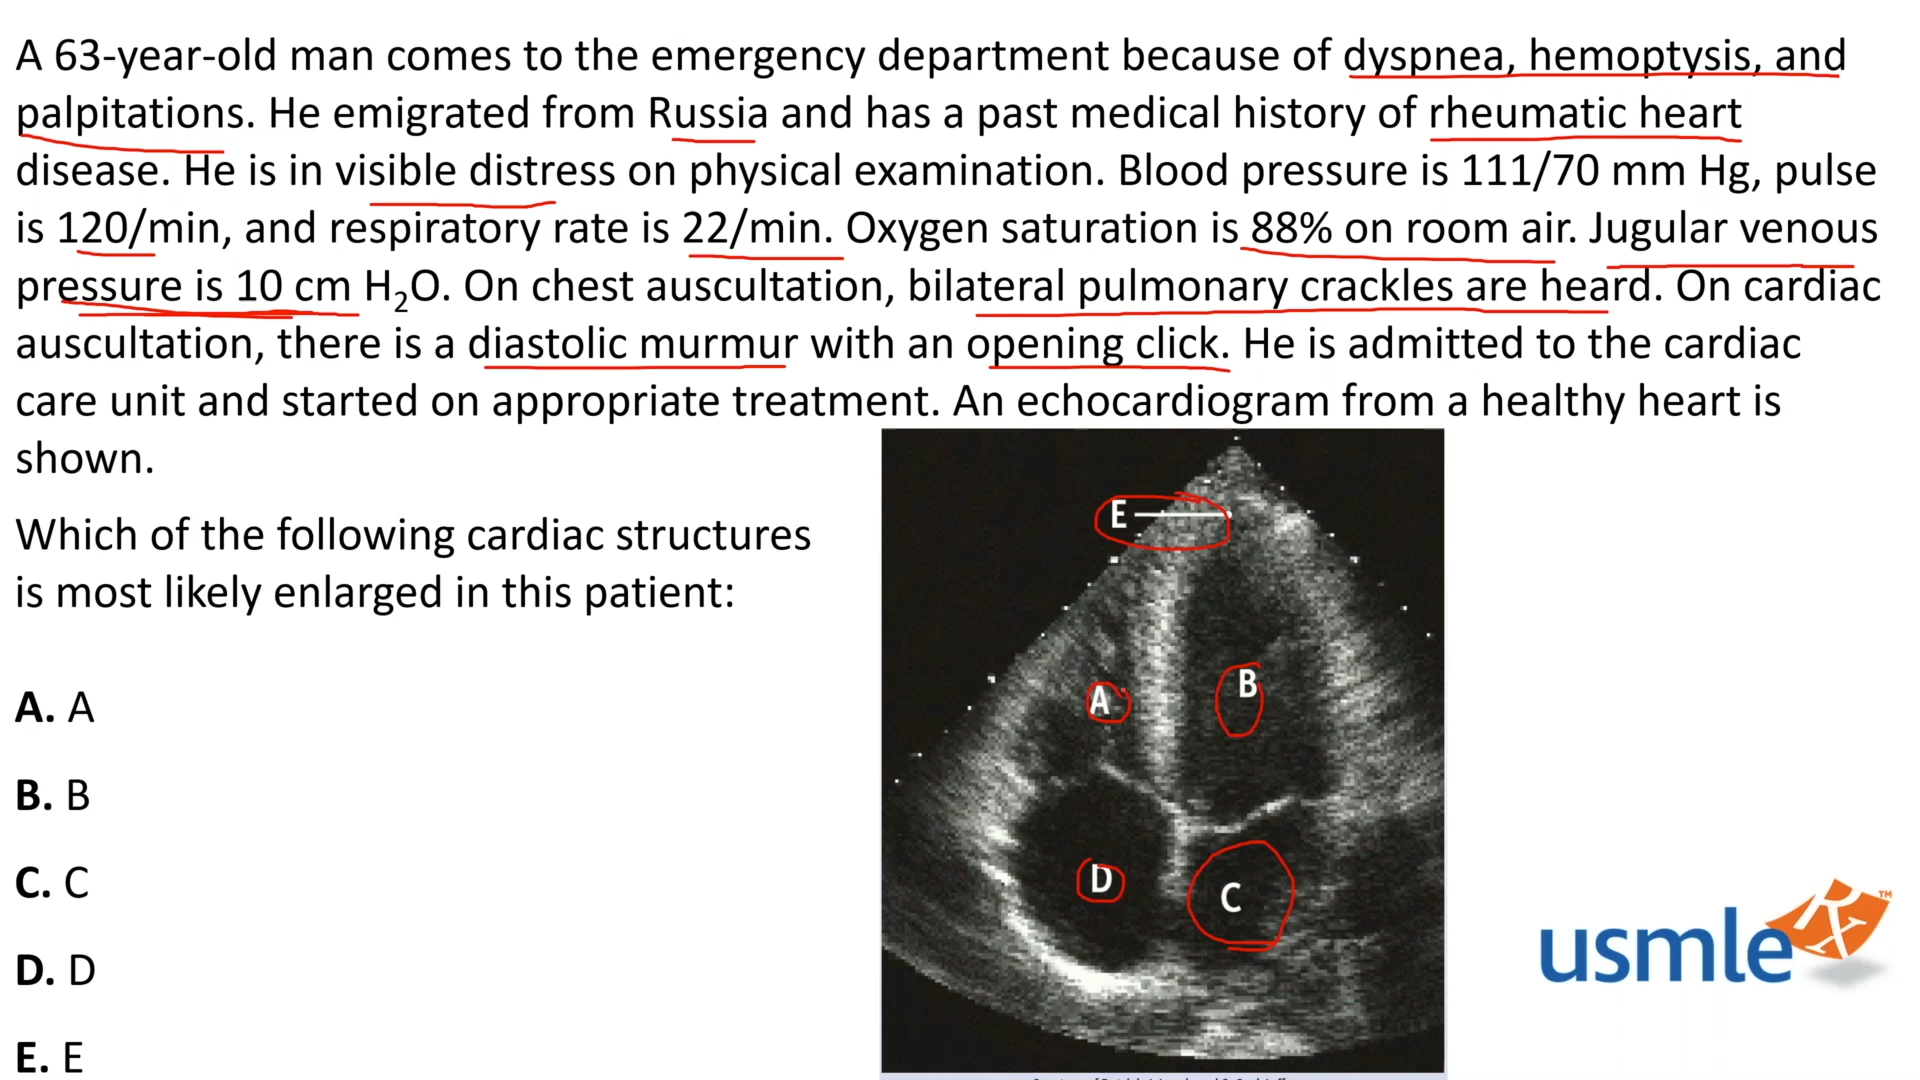 A 63-year-old man comes to the emergency department because of dyspnea, hemoptysis, and
palpitations. He emigrated from Russia and has a past medical history of rheumatic heart
disease. He is in visible distress on physical examination. Blood pressure is 111/70 mm Hg, pulse
is 120/min, and respiratory rate is 22/min. Oxygen saturation is 88% on room air. Jugular venous
pressure is 10 cm H₂O. On chest auscultation, bilateral pulmonary crackles are heard. On cardiac
auscultation, there is a diastolic murmur with an opening click. He is admitted to the cardiac
care unit and started on appropriate treatment. An echocardiogram from a healthy heart is
shown.
Which of the following cardiac structures
is most likely enlarged in this patient:
A. A
B. B
C. C
D. D
E. E
E
A
B
D
C
usmle Rx™